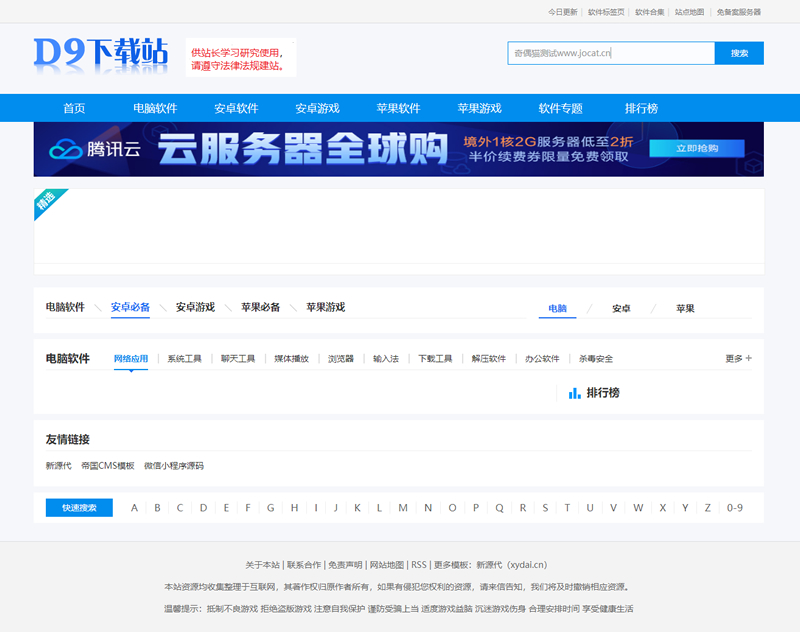 今日更新 | 软件标签页 | 软件合集 | 站点地图 | 免备案服务器
D9下载站
供站长学习研究使用,
请遵守法律法规建站。
奇偶猫测试www.jocat.cn 搜索
首页 电脑软件 安卓软件 安卓游戏 苹果软件 苹果游戏 软件专题 排行榜
腾讯云 云服务器全球购
境外1核2G服务器低至2折
半价续费券限量免费领取
立即抢购
精选
电脑软件 安卓必备 安卓游戏 苹果必备 苹果游戏 电脑 / 安卓 / 苹果
电脑软件 网络应用 | 系统工具 | 聊天工具 | 媒体播放 | 浏览器 | 输入法 | 下载工具 | 解压软件 | 办公软件 | 杀毒安全 更多+
排行榜
友情链接
新源代 帝国CMS模板 微信小程序源码
快速搜索 A B C D E F G H I J K L M N O P Q R S T U V W X Y Z 0-9
关于本站 | 联系合作 | 免责声明 | 网站地图 | RSS | 更多模板：新源代（xydai.cn）
本站资源均收集整理于互联网，其著作权归原作者所有，如果有侵犯您权利的资源，请来信告知，我们将及时撤销相应资源。
温馨提示：抵制不良游戏 拒绝盗版游戏 注意自我保护 谨防受骗上当 适度游戏益脑 沉迷游戏伤身 合理安排时间 享受健康生活